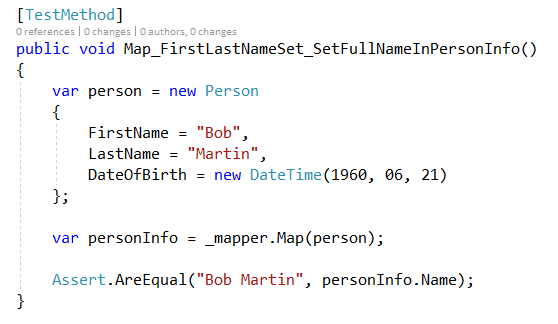 [TestMethod]
0 references | 0 changes | 0 authors, 0 changes
public void Map_FirstLastNameSet_SetFullNameInPersonInfo()
{
    var person = new Person
    {
        FirstName = "Bob",
        LastName = "Martin",
        DateOfBirth = new DateTime(1960, 06, 21)
    };

    var personInfo = _mapper.Map(person);

    Assert.AreEqual("Bob Martin", personInfo.Name);
}